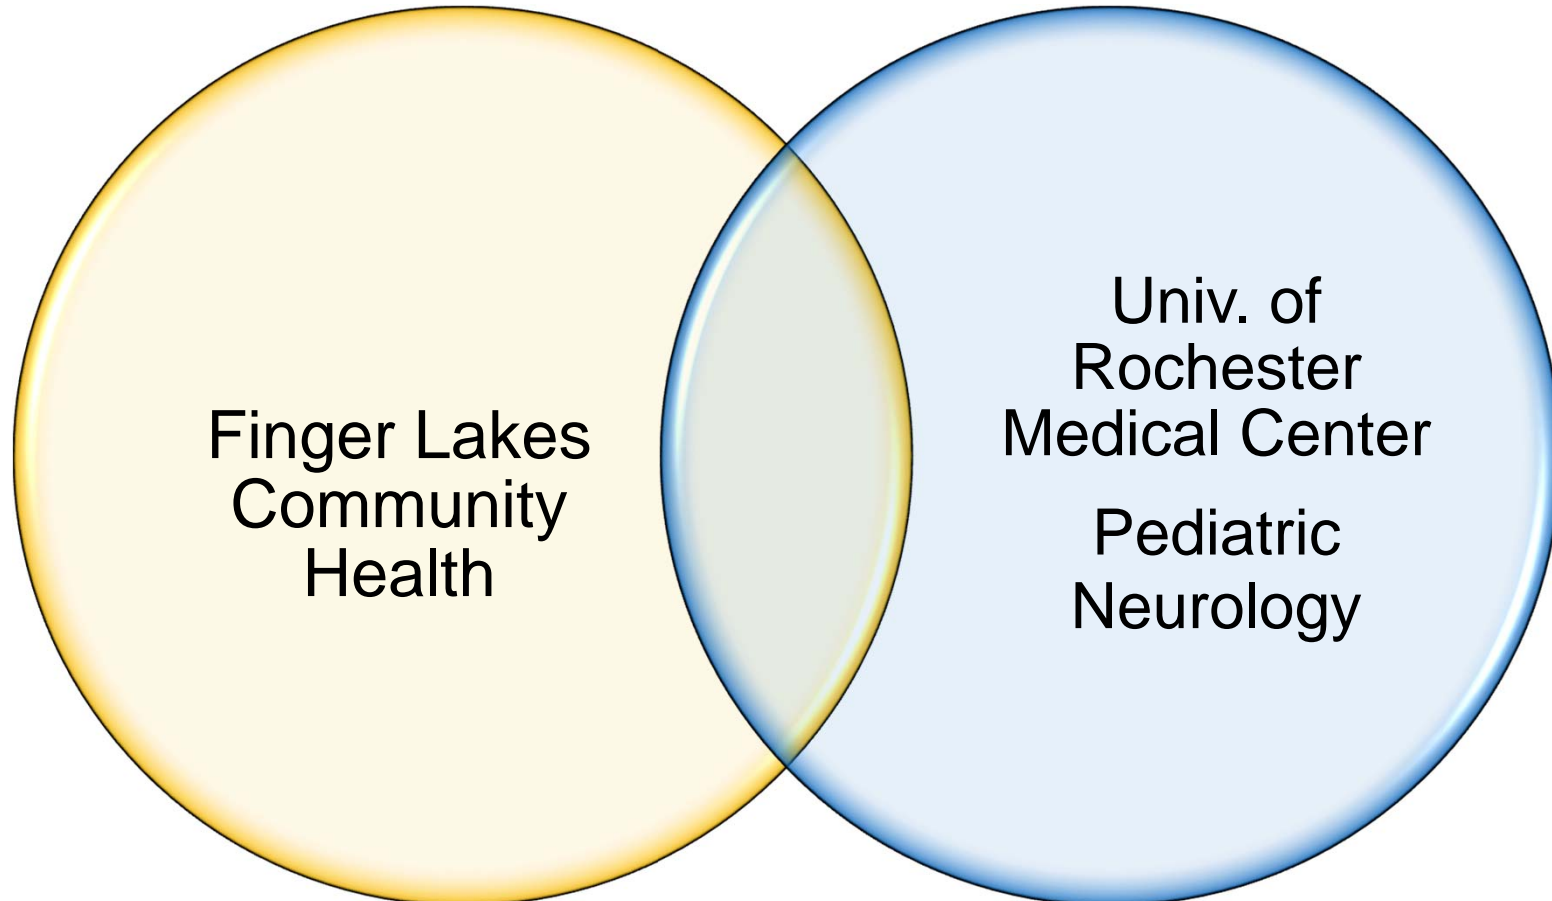 Finger Lakes
Community
Health
Univ. of
Rochester
Medical Center
Pediatric
Neurology